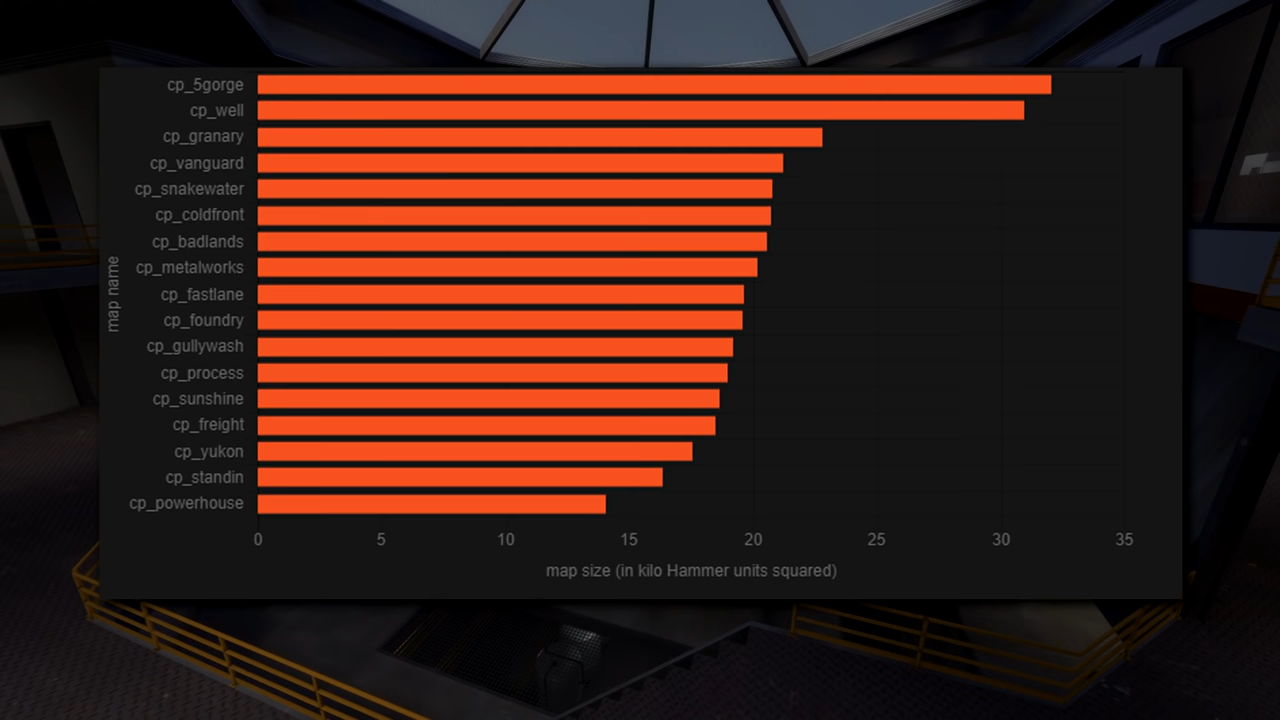 cp_5gorge
cp_well
cp_granary
cp_vanguard
cp_snakewater
cp_coldfront
cp_badlands
cp_metalworks
cp_fastlane
cp_foundry
cp_gullywash
cp_process
cp_sunshine
cp_freight
cp_yukon
cp_standin
cp_powerhouse
map name
0 5 10 15 20 25 30 35
map size (in kilo Hammer units squared)